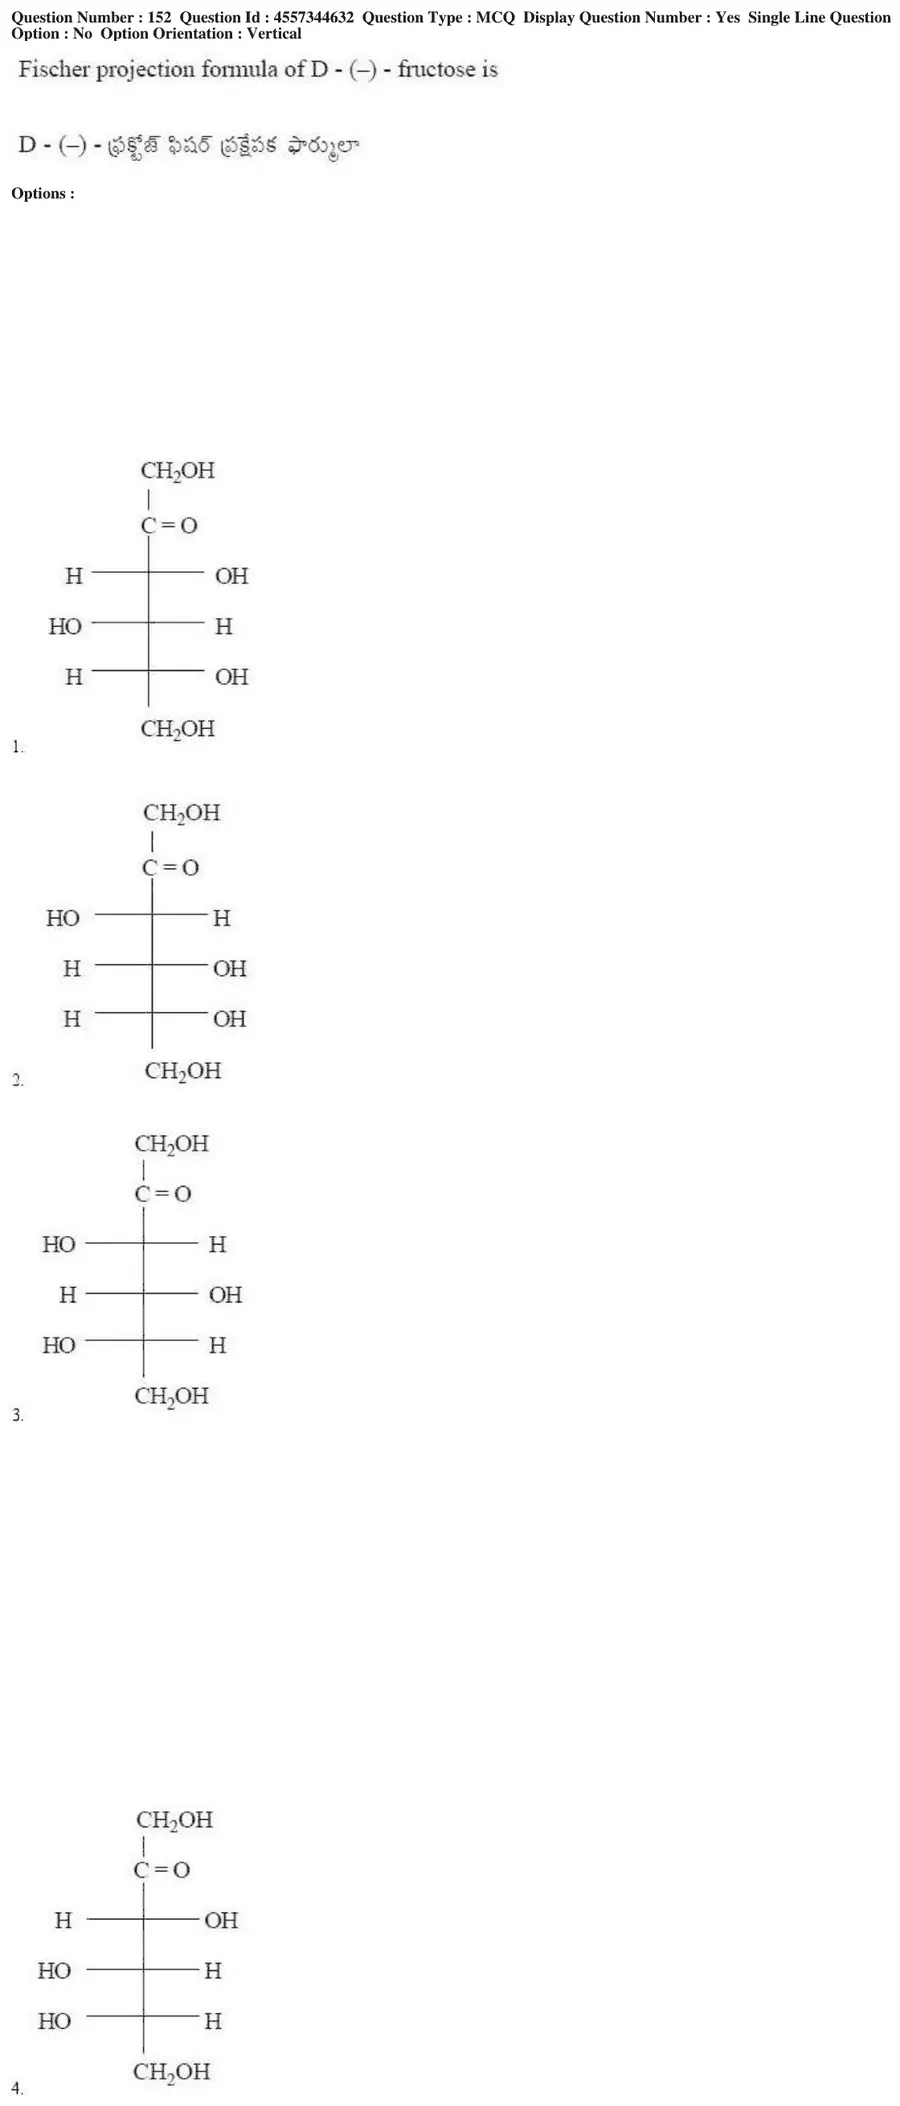 Question Number : 152 Question Id : 4557344632 Question Type : MCQ Display Question Number : Yes Single Line Question
Option : No Option Orientation : Vertical
Fischer projection formula of D - (–) - fructose is
D - (–) - ఫ్రక్టోజ్ ఫిషర్ ప్రక్షేపక ఫార్ములా
Options :
CH₂OH
C = O
H OH
HO H
H OH
CH₂OH
1.
CH₂OH
C = O
HO H
H OH
H OH
CH₂OH
2.
CH₂OH
C = O
HO H
H OH
HO H
CH₂OH
3.
CH₂OH
C = O
H OH
HO H
HO H
CH₂OH
4.